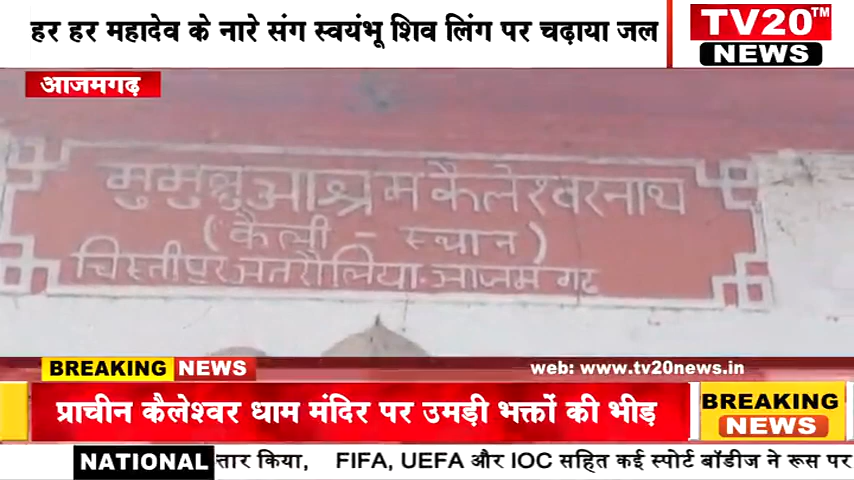 हर हर महादेव के नारे संग स्वयंभू शिव लिंग पर चढ़ाया जल
TV20™
NEWS
आजमगढ़
मुमुक्षु आश्रम कैलेश्वरनाथ
(कैली - स्थान)
चिस्तीपुर अतरौलिया. आजमगढ
BREAKING NEWS
web: www.tv20news.in
प्राचीन कैलेश्वर धाम मंदिर पर उमड़ी भक्तों की भीड़
BREAKING
NEWS
NATIONAL त्तार किया, FIFA, UEFA और IOC सहित कई स्पोर्ट बॉडीज ने रूस पर